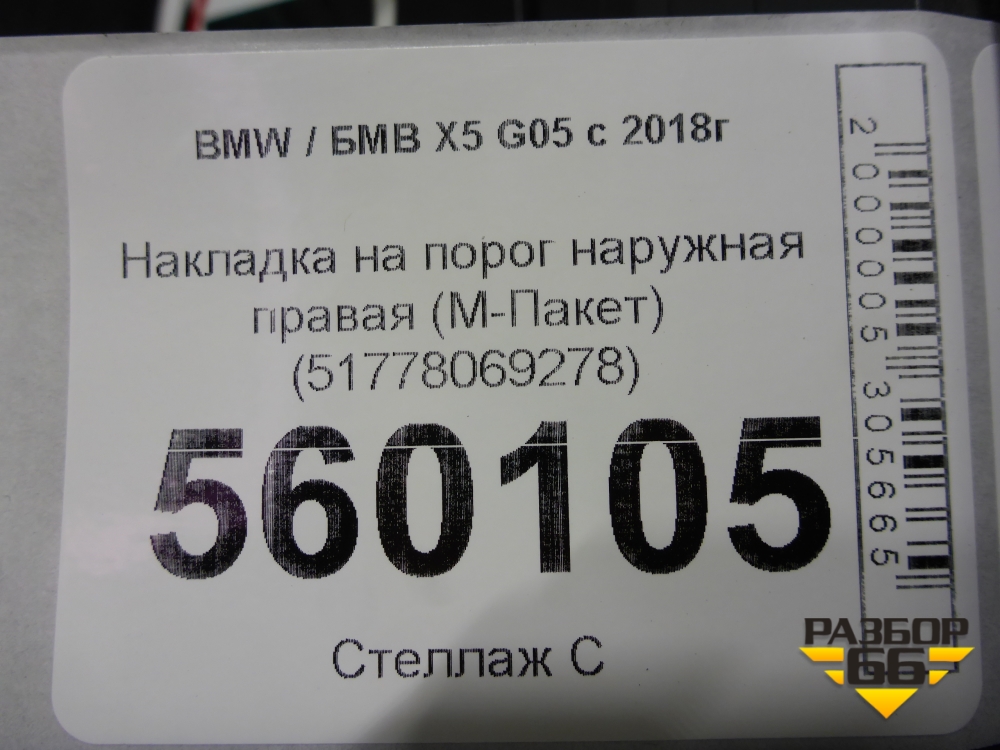 BMW / БМВ X5 G05 с 2018г
Накладка на порог наружная
правая (М-Пакет)
(51778069278)
560105
Стеллаж С
2000005305665
РАЗБОР
66